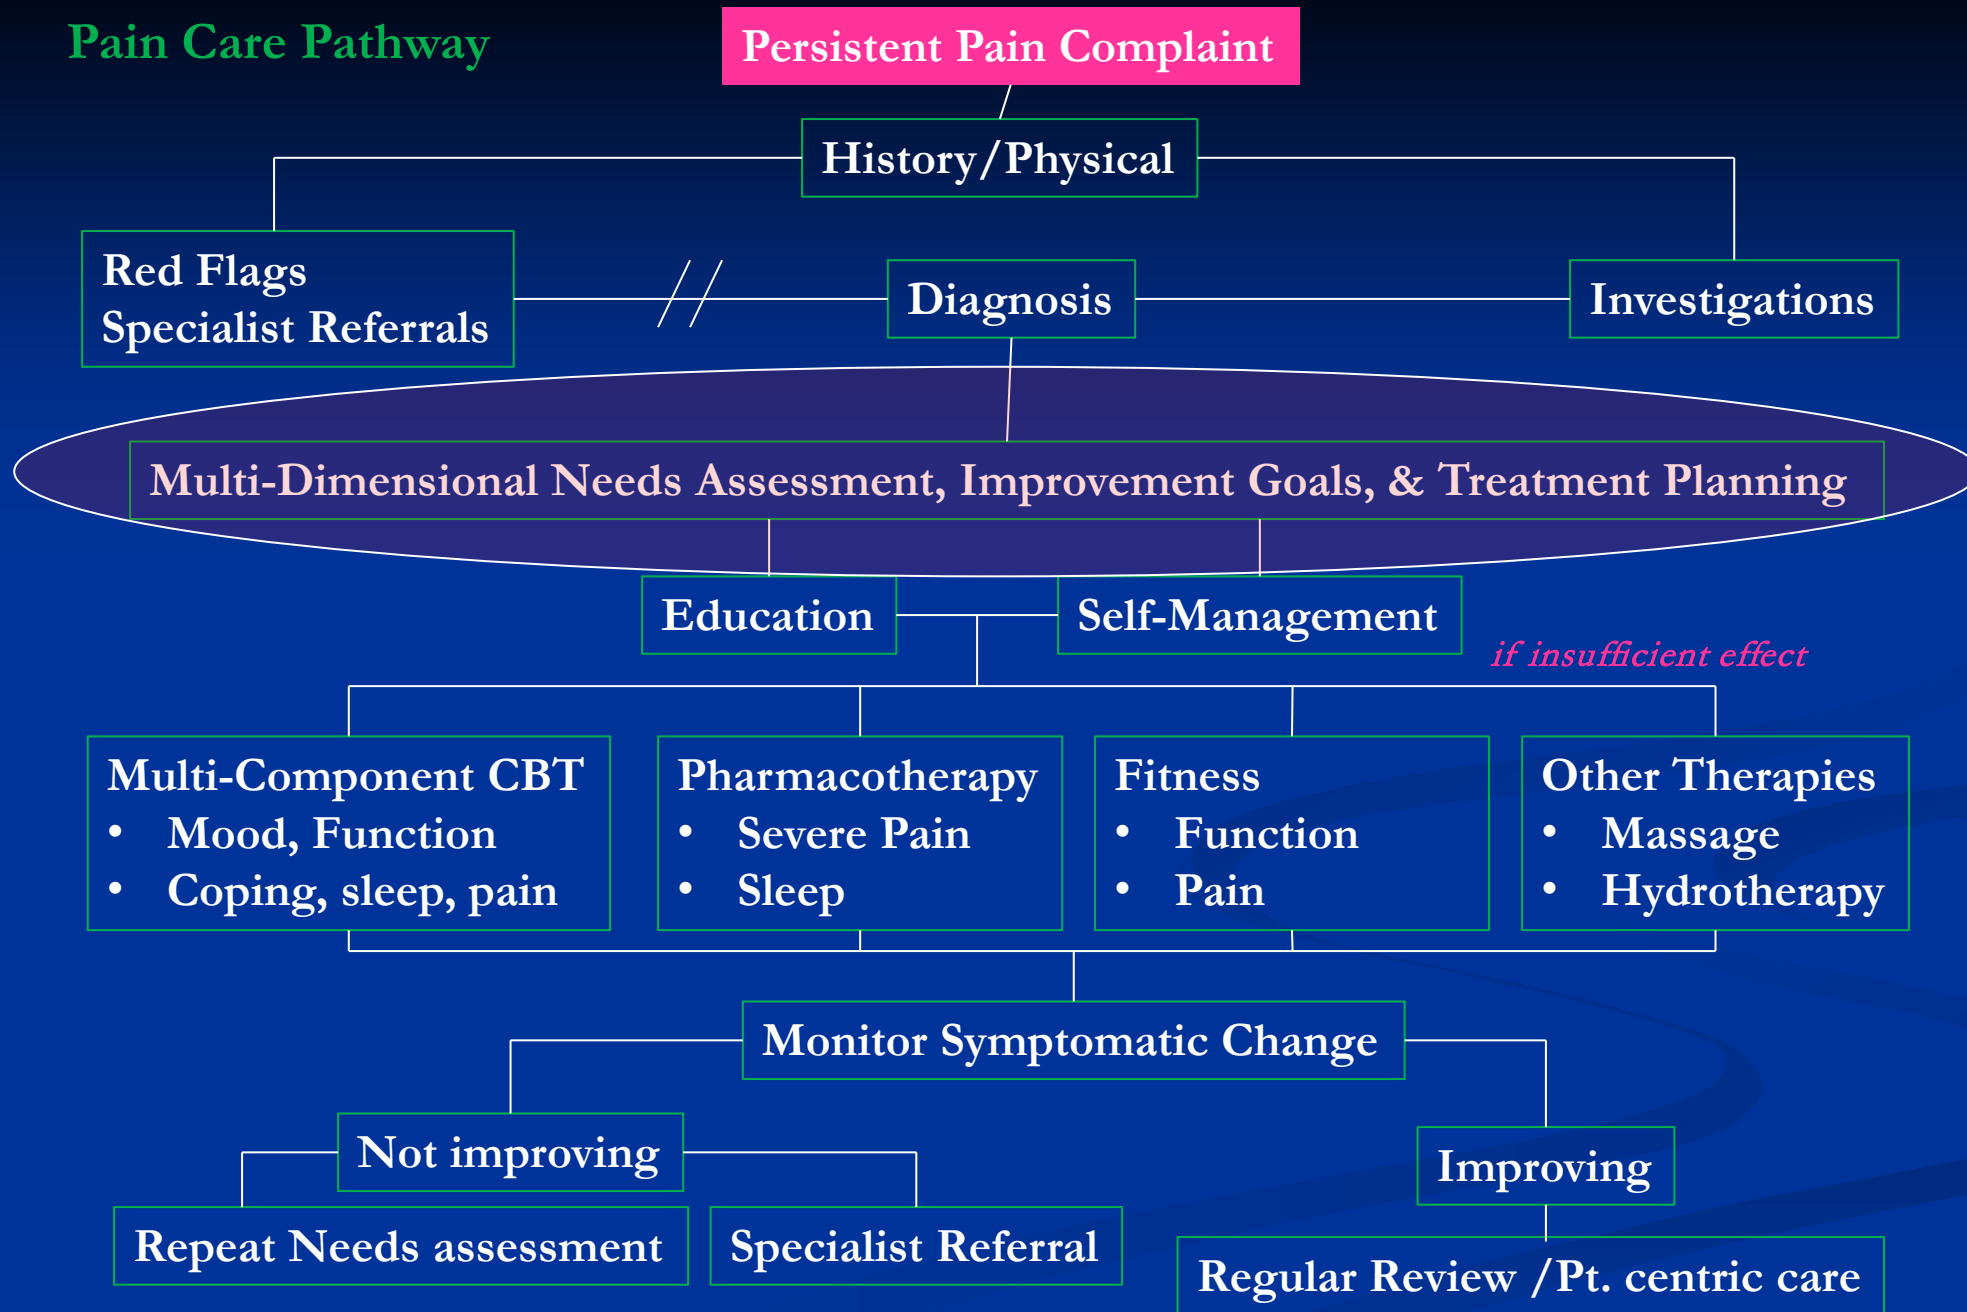 Pain Care Pathway
Persistent Pain Complaint
History/Physical
Red Flags
Specialist Referrals
Diagnosis
Investigations
Multi-Dimensional Needs Assessment, Improvement Goals, & Treatment Planning
Education
Self-Management
if insufficient effect
Multi-Component CBT
• Mood, Function
• Coping, sleep, pain
Pharmacotherapy
• Severe Pain
• Sleep
Fitness
• Function
• Pain
Other Therapies
• Massage
• Hydrotherapy
Monitor Symptomatic Change
Not improving
Improving
Repeat Needs assessment
Specialist Referral
Regular Review /Pt. centric care